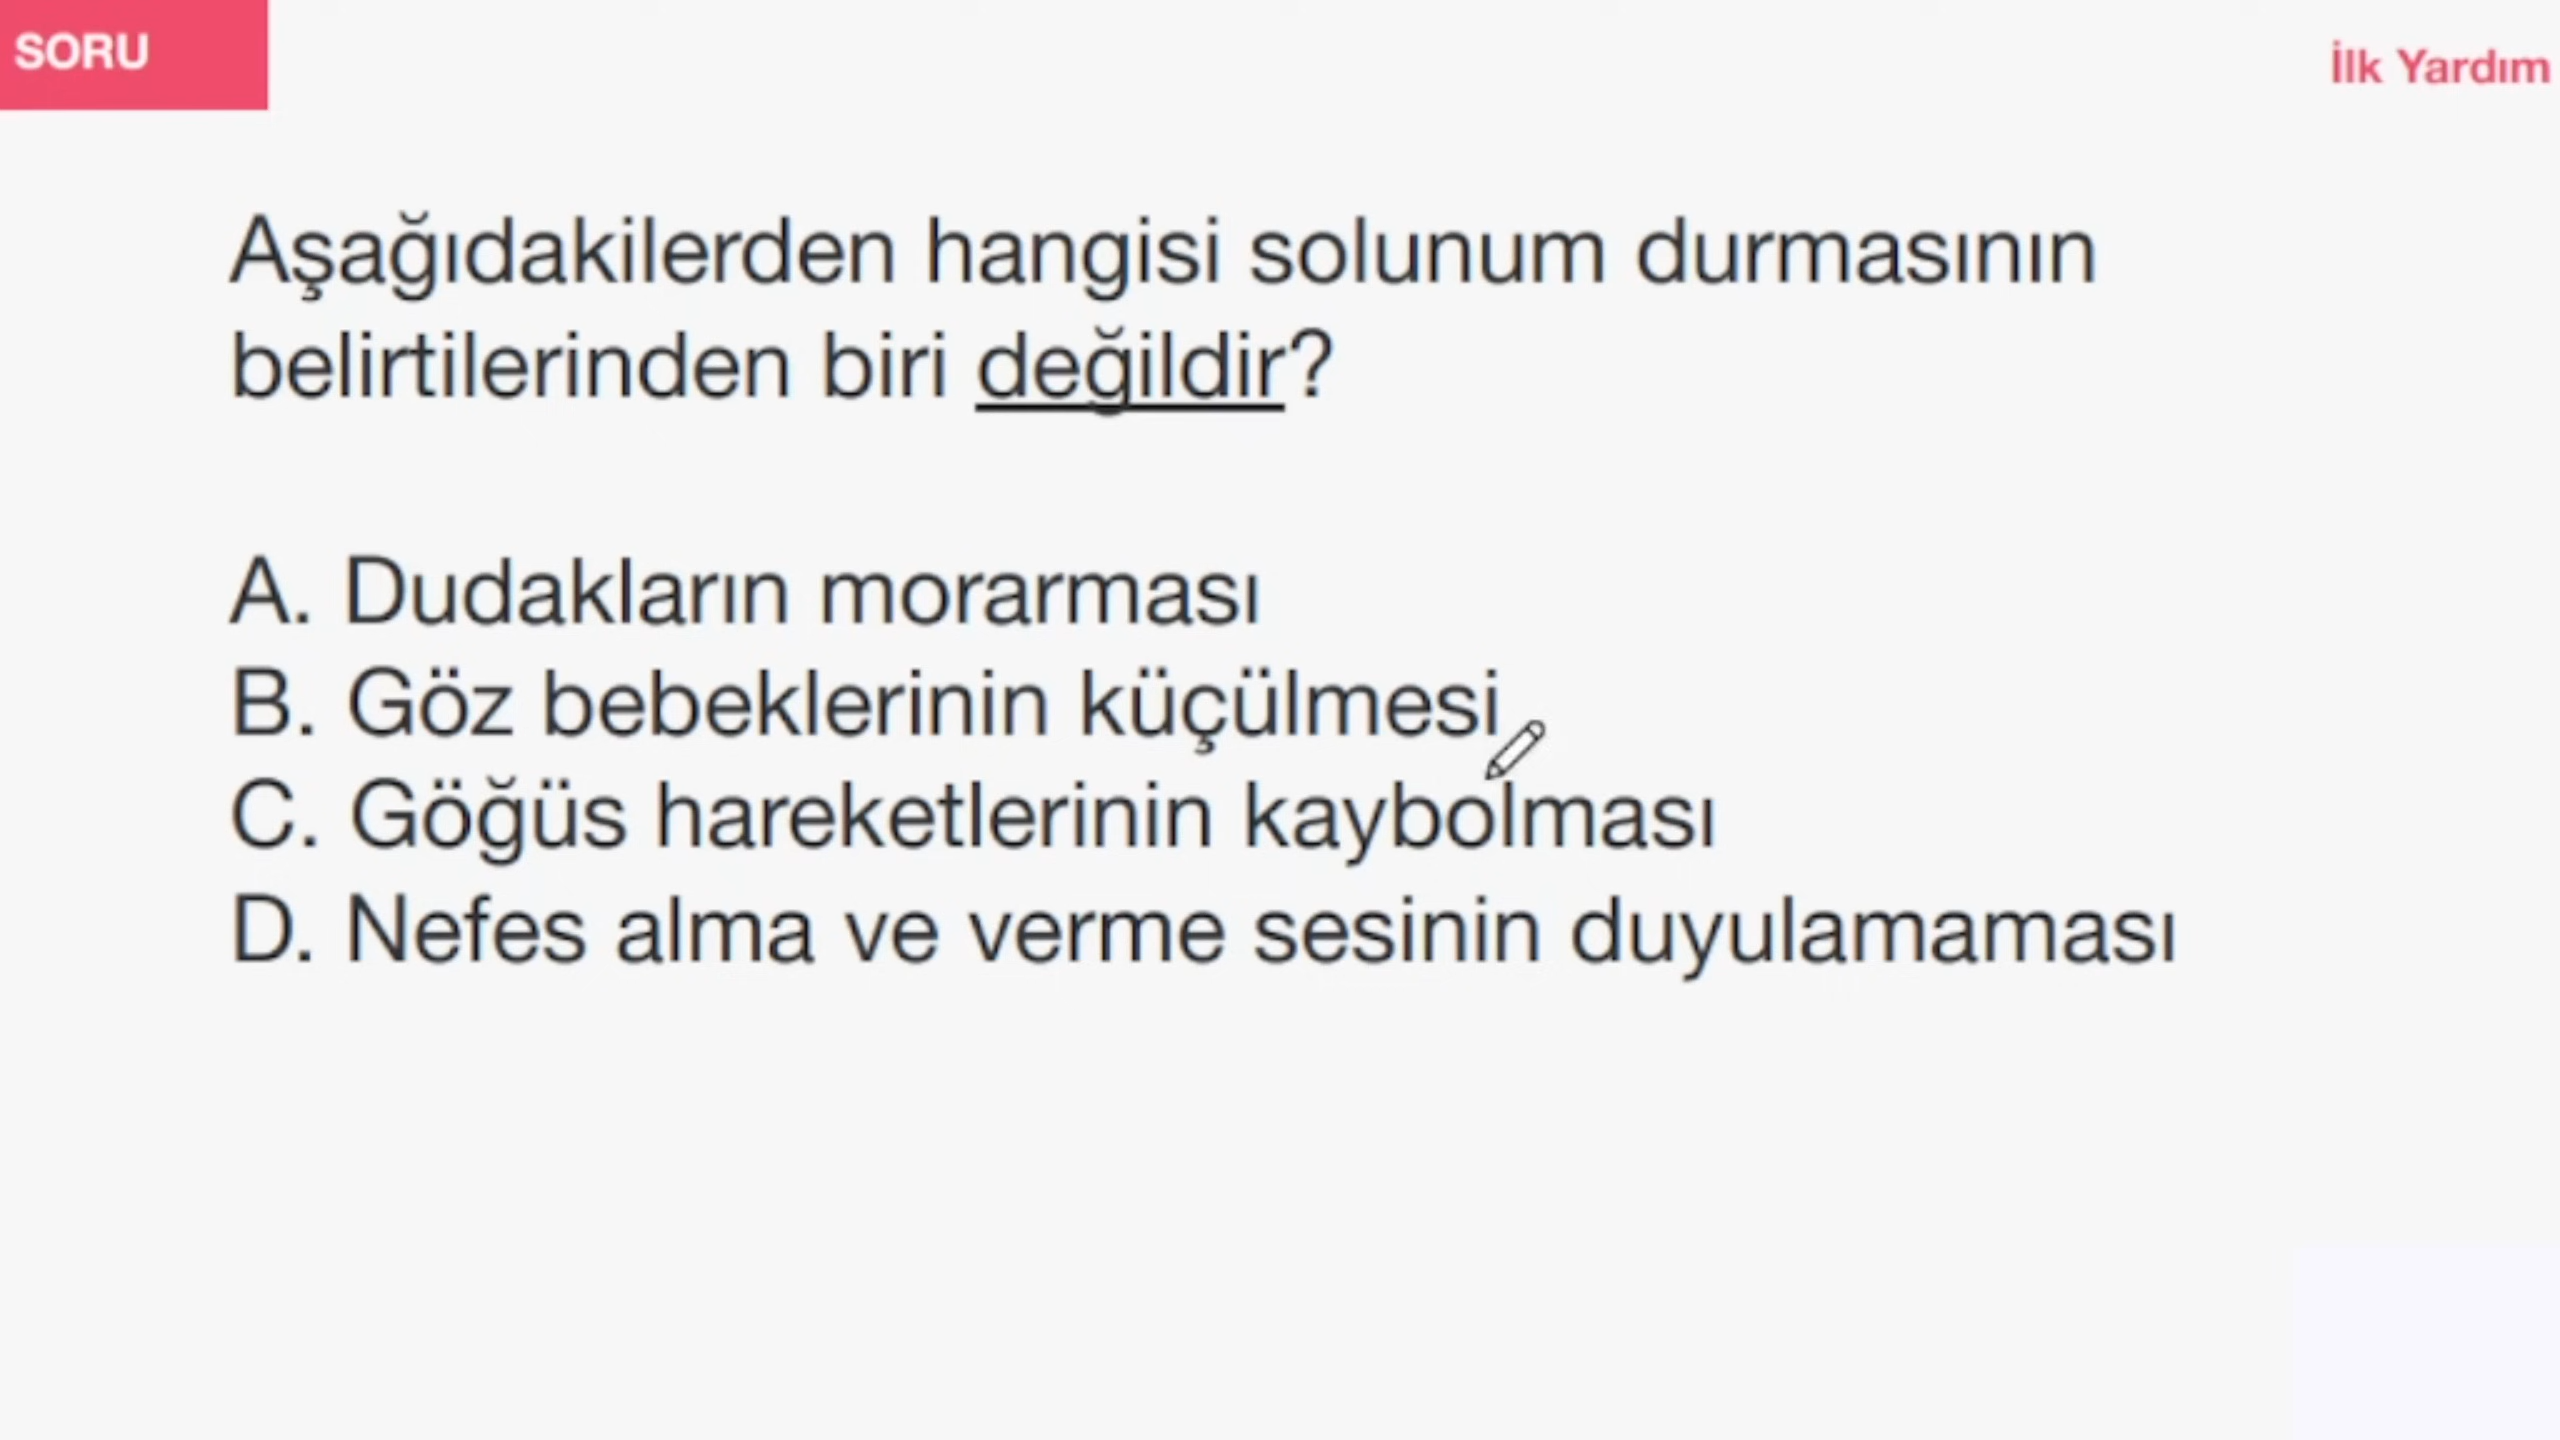 SORU
İlk Yardım
Aşağıdakilerden hangisi solunum durmasının
belirtilerinden biri değildir?
A. Dudakların morarması
B. Göz bebeklerinin küçülmesi
C. Göğüs hareketlerinin kaybolması
D. Nefes alma ve verme sesinin duyulamaması